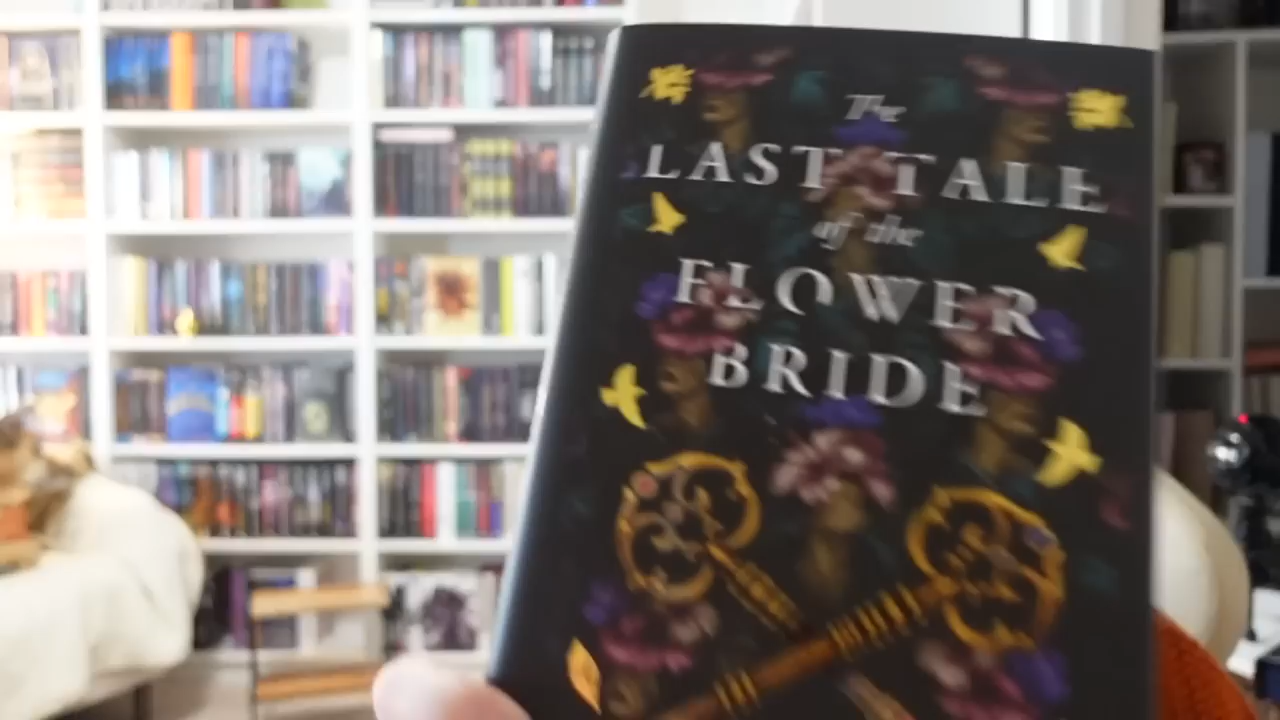 The
LAST TALE
of the
FLOWER
BRIDE